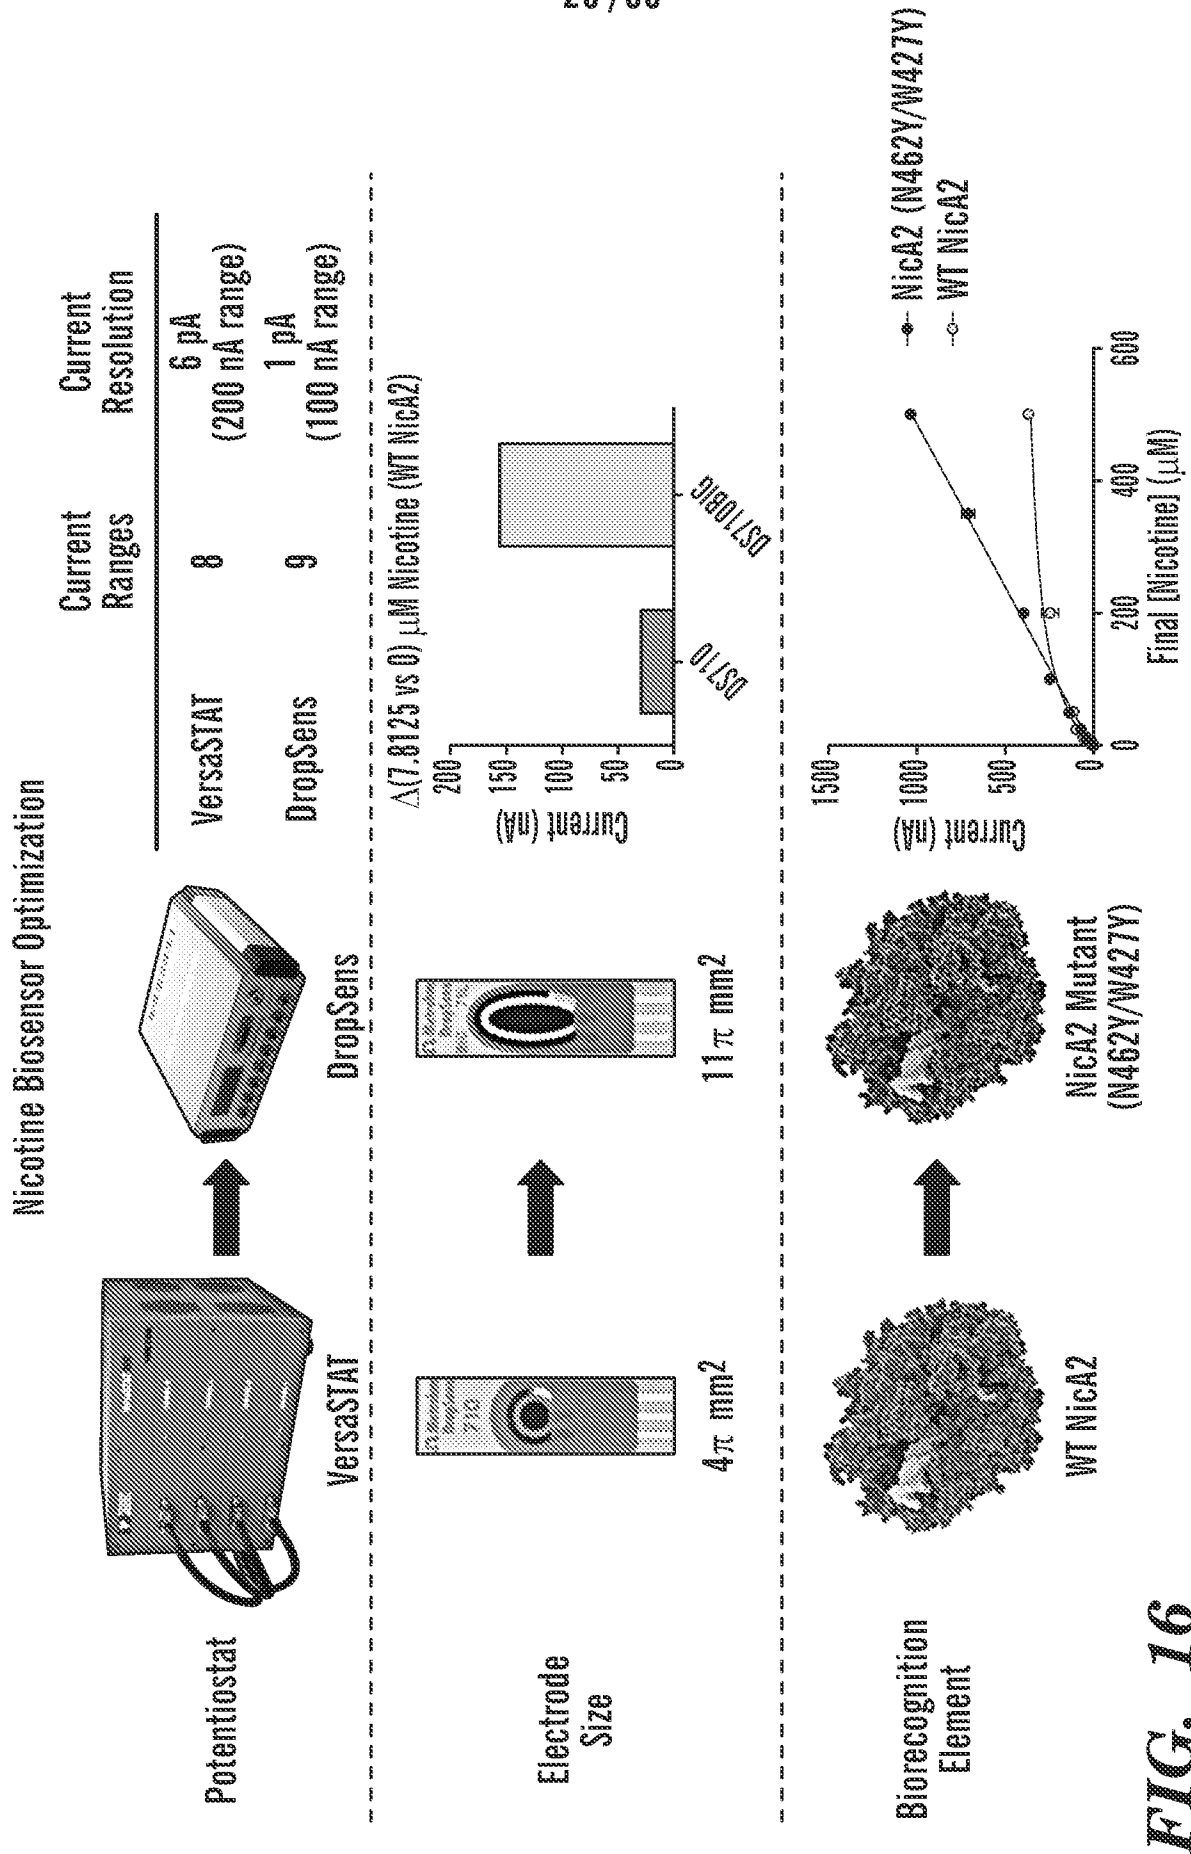 Nicotine Biosensor Optimization
Potentiostat
VersaSTAT
DropSens
Current
Ranges
Current
Resolution
VersaSTAT
8
6 pA
(200 nA range)
DropSens
9
1 pA
(100 nA range)
Electrode
Size
710
4π mm2
11π mm2
Δ(7.8125 vs 0) μM Nicotine (WT NicA2)
Current (nA)
200
150
100
50
0
DS710
DS710BIG
Biorecognition
Element
WT NicA2
NicA2 Mutant
(N462Y/W427Y)
Current (nA)
1500
1000
500
0
0
200
400
600
Final [Nicotine] (μM)
NicA2 (N462Y/W427Y)
WT NicA2
FIG. 16